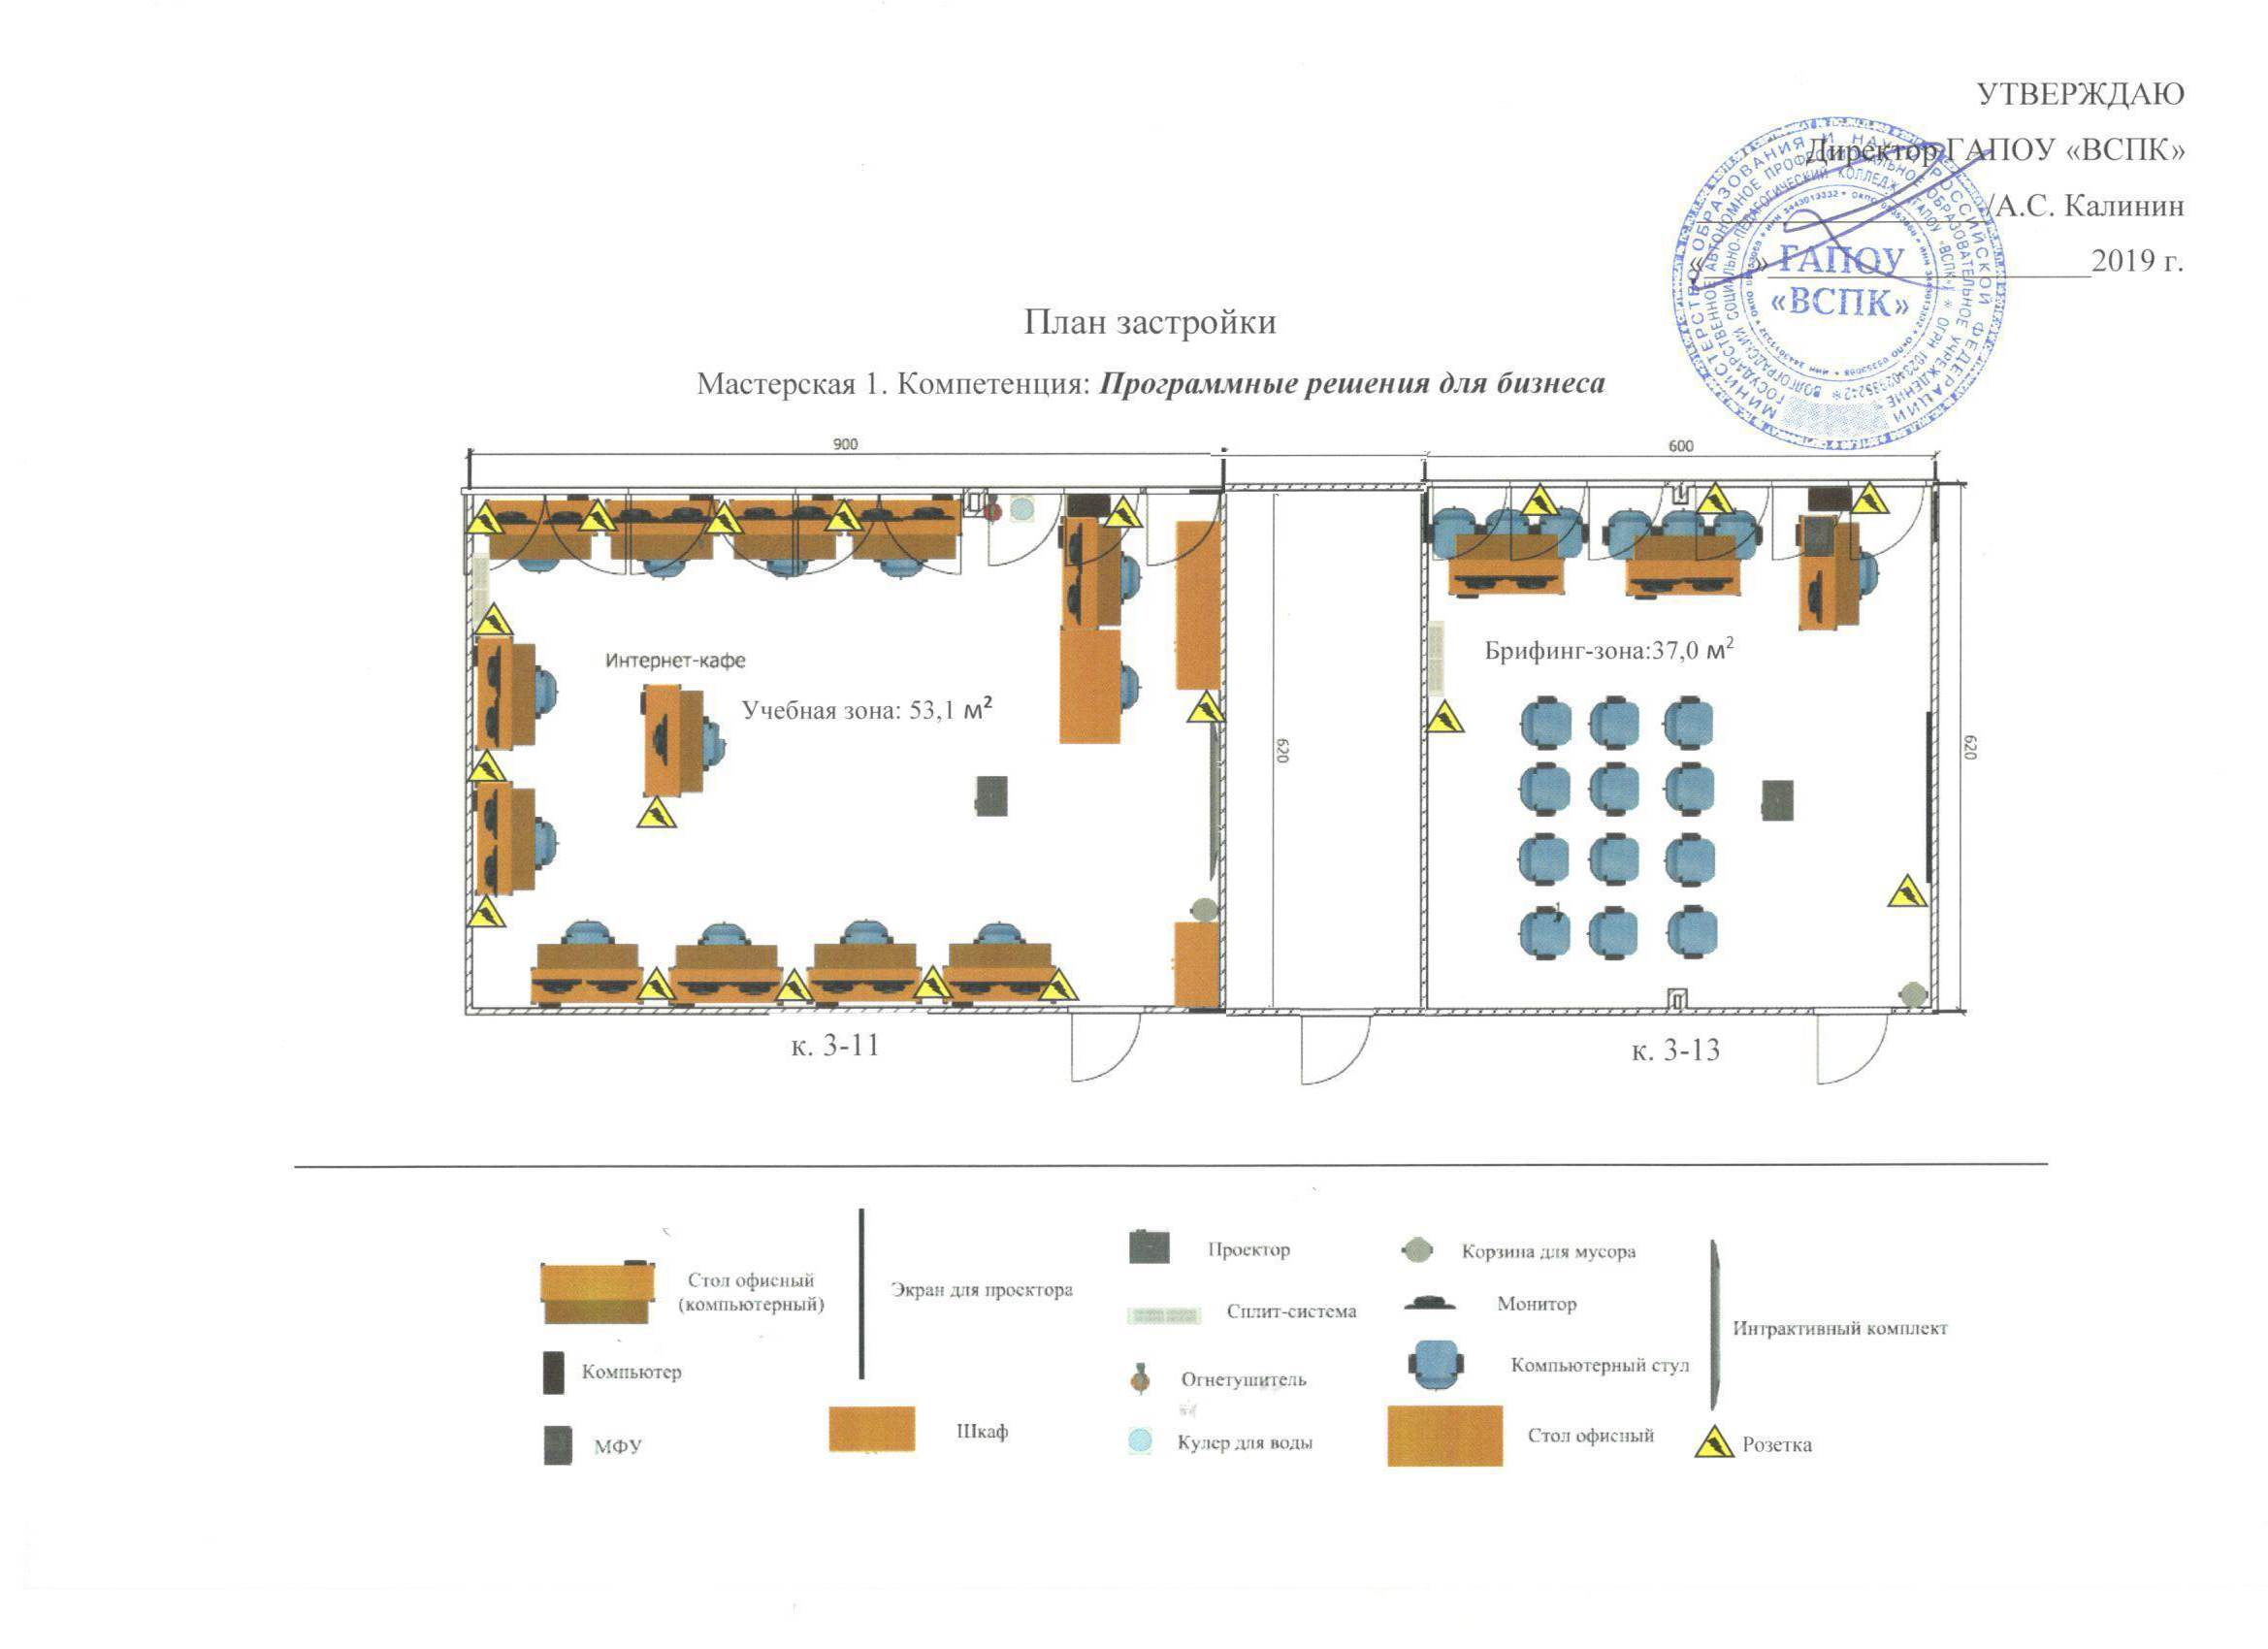 УТВЕРЖДАЮ
Директор ГАПОУ «ВСПК»
/А.С. Калинин
«____»____________________2019 г.
ГАПОУ
«ВСПК»
План застройки
Мастерская 1. Компетенция: Программные решения для бизнеса
900
600
Интернет-кафе
Учебная зона: 53,1 м²
620
Брифинг-зона:37,0 м²
620
к. 3-11
к. 3-13
Стол офисный
(компьютерный)
Компьютер
МФУ
Экран для проектора
Шкаф
Проектор
Сплит-система
Огнетушитель
Кулер для воды
Корзина для мусора
Монитор
Компьютерный стул
Стол офисный
Интрактивный комплект
Розетка